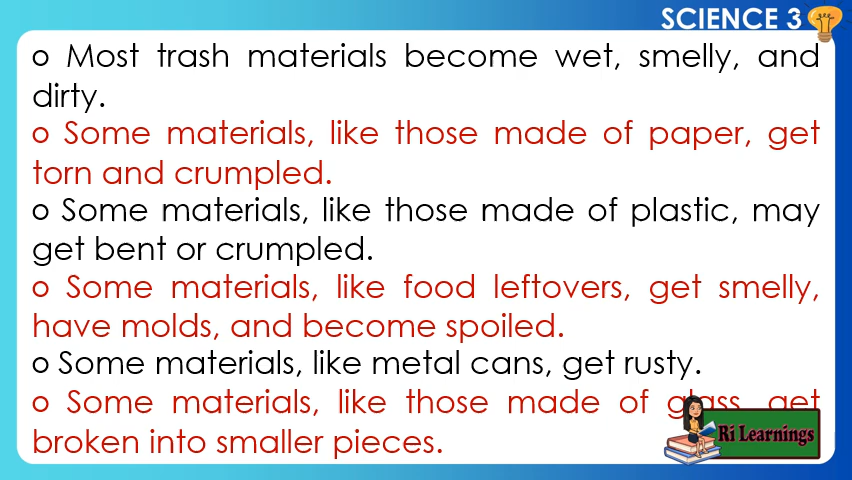 SCIENCE 3
o Most trash materials become wet, smelly, and
dirty.
o Some materials, like those made of paper, get
torn and crumpled.
o Some materials, like those made of plastic, may
get bent or crumpled.
o Some materials, like food leftovers, get smelly,
have molds, and become spoiled.
o Some materials, like metal cans, get rusty.
o Some materials, like those made of glass, get
broken into smaller pieces.
Ri Learnings